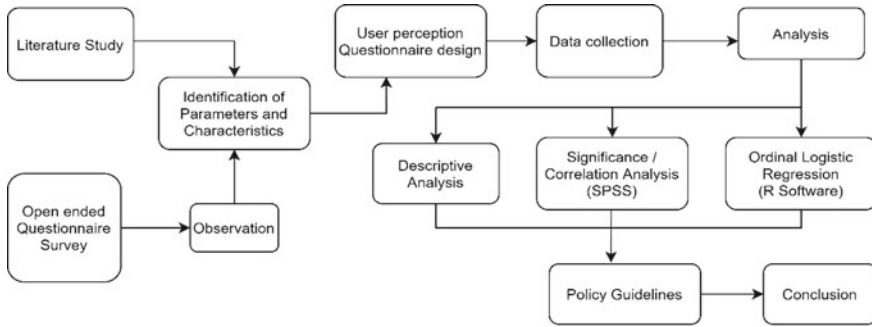 Literature Study
Identification of
Parameters and
Characteristics
Open ended
Questionnaire
Survey
Observation
User perception
Questionnaire design
Data collection
Analysis
Descriptive
Analysis
Significance /
Correlation Analysis
(SPSS)
Ordinal Logistic
Regression
(R Software)
Policy Guidelines
Conclusion